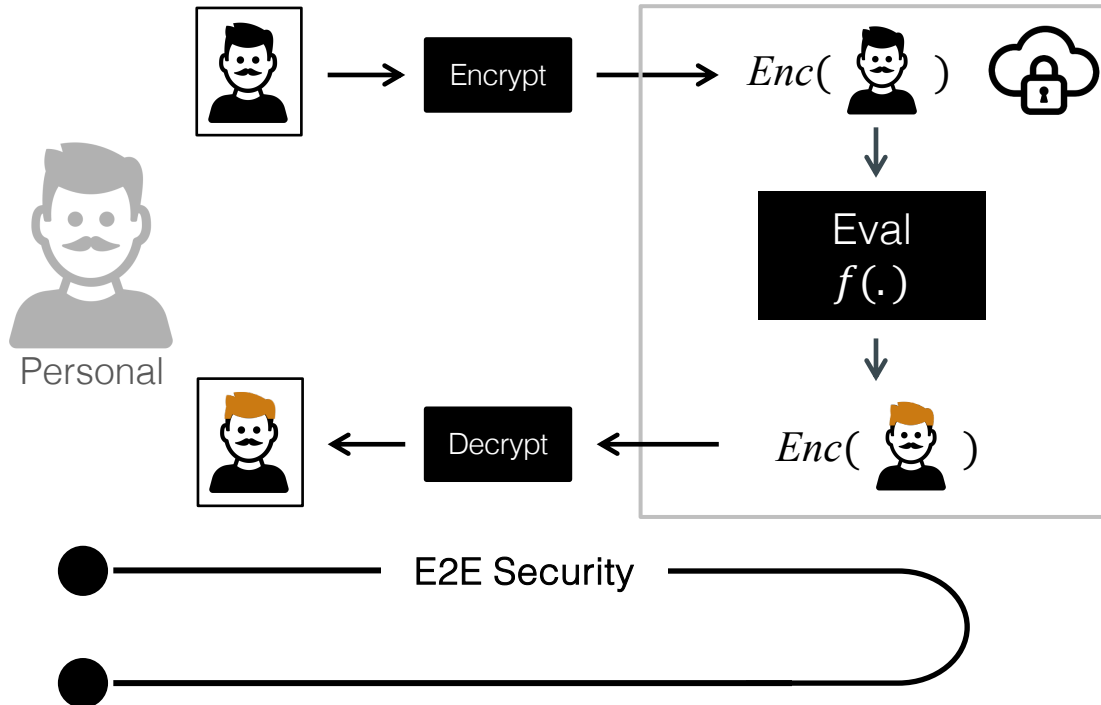 Encrypt
Enc( )
Eval
f(.)
Personal
Decrypt
Enc( )
E2E Security